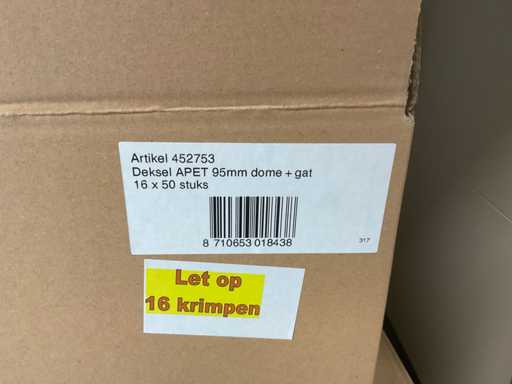 Artikel 452753
Deksel APET 95mm dome + gat
16 x 50 stuks
8 710653 018438
317
Let op
16 krimpen